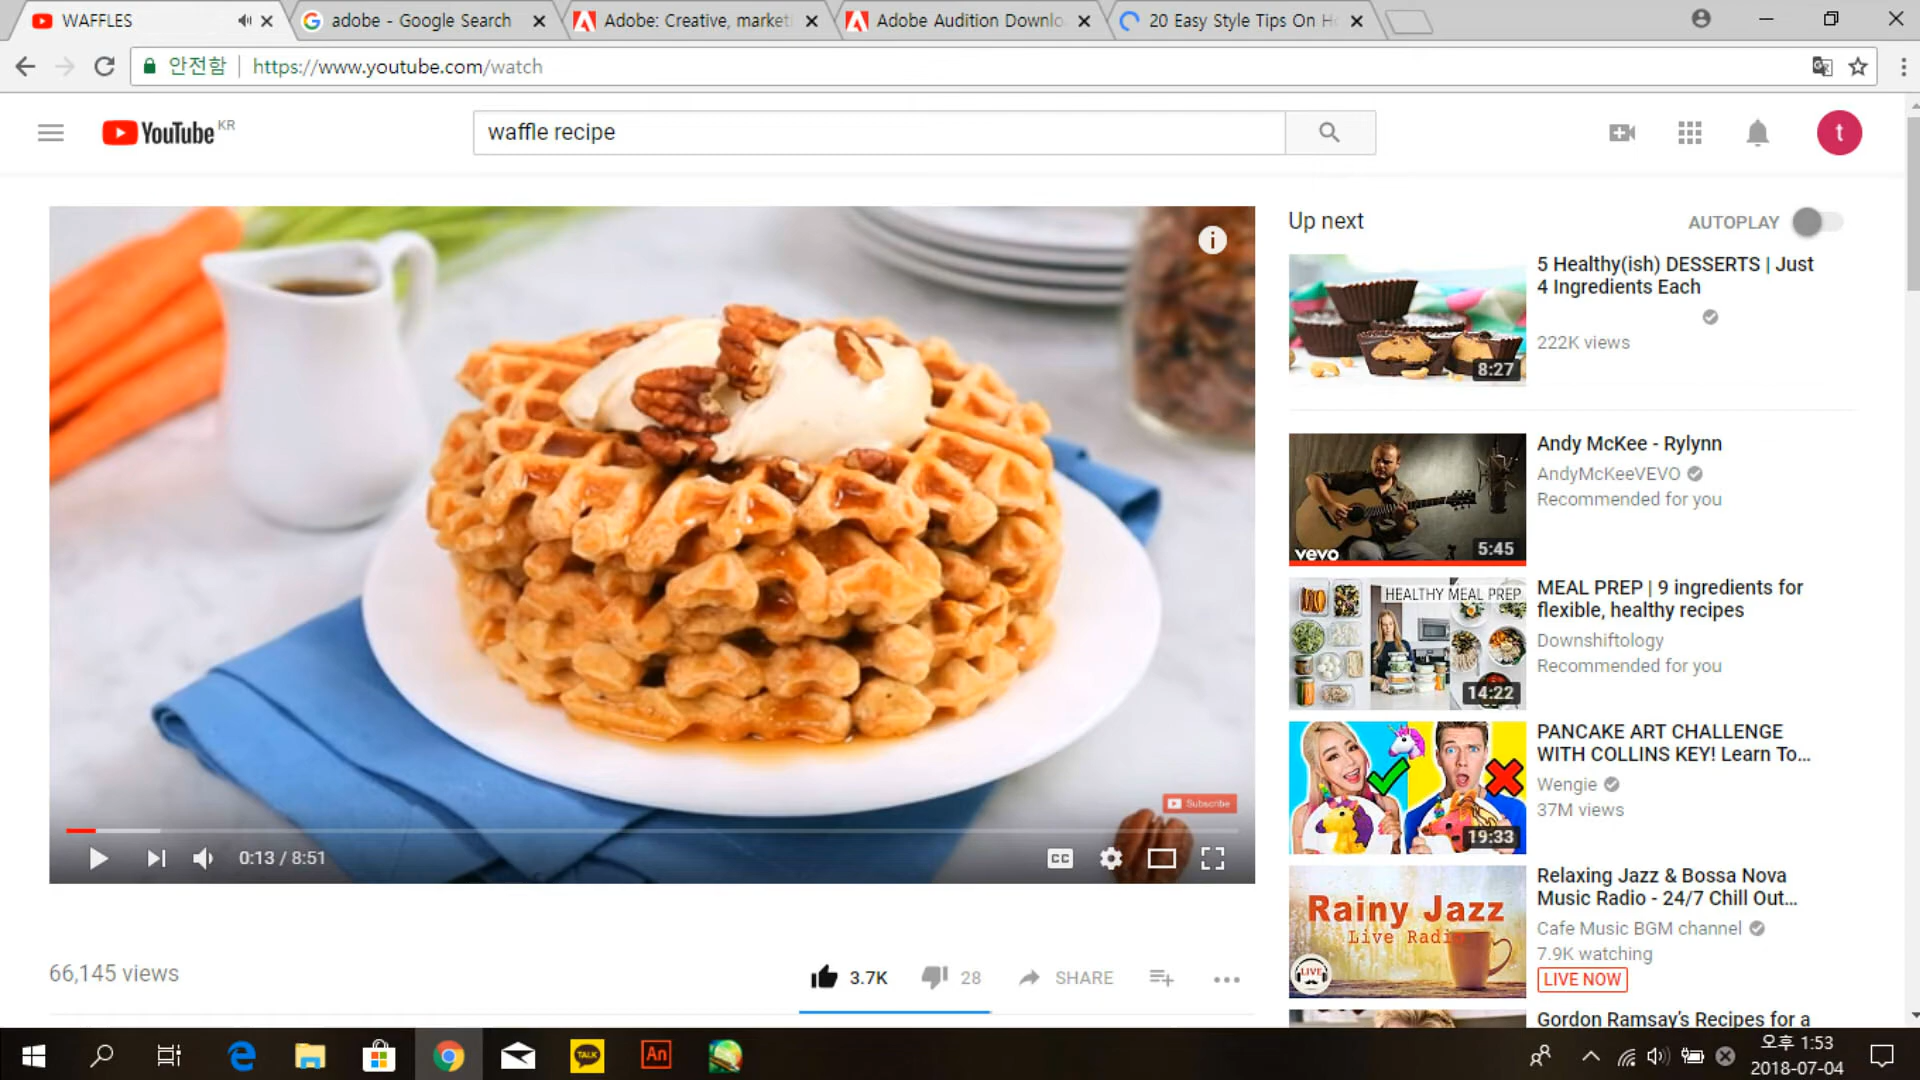 WAFFLES
adobe - Google Search
Adobe: Creative, market
Adobe Audition Downlo
20 Easy Style Tips On H
안전함
https://www.youtube.com/watch
YouTube KR
waffle recipe
t
Up next
AUTOPLAY
5 Healthy(ish) DESSERTS | Just
4 Ingredients Each
222K views
8:27
Andy McKee - Rylynn
AndyMcKeeVEVO
Recommended for you
vevo
5:45
MEAL PREP | 9 ingredients for
flexible, healthy recipes
Downshiftology
Recommended for you
HEALTHY MEAL PREP
14:22
PANCAKE ART CHALLENGE
WITH COLLINS KEY! Learn To...
Wengie
37M views
19:33
Relaxing Jazz & Bossa Nova
Music Radio - 24/7 Chill Out...
Cafe Music BGM channel
7.9K watching
LIVE NOW
Rainy Jazz
Live Radio
LIVE
Gordon Ramsay's Recipes for a
Subscribe
0:13 / 8:51
CC
66,145 views
3.7K
28
SHARE
TALK
An
오후 1:53
2018-07-04